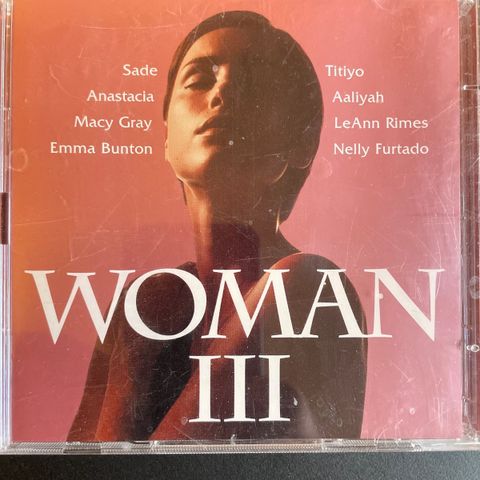 Sade
Anastacia
Macy Gray
Emma Bunton
Titiyo
Aaliyah
LeAnn Rimes
Nelly Furtado
WOMAN
III